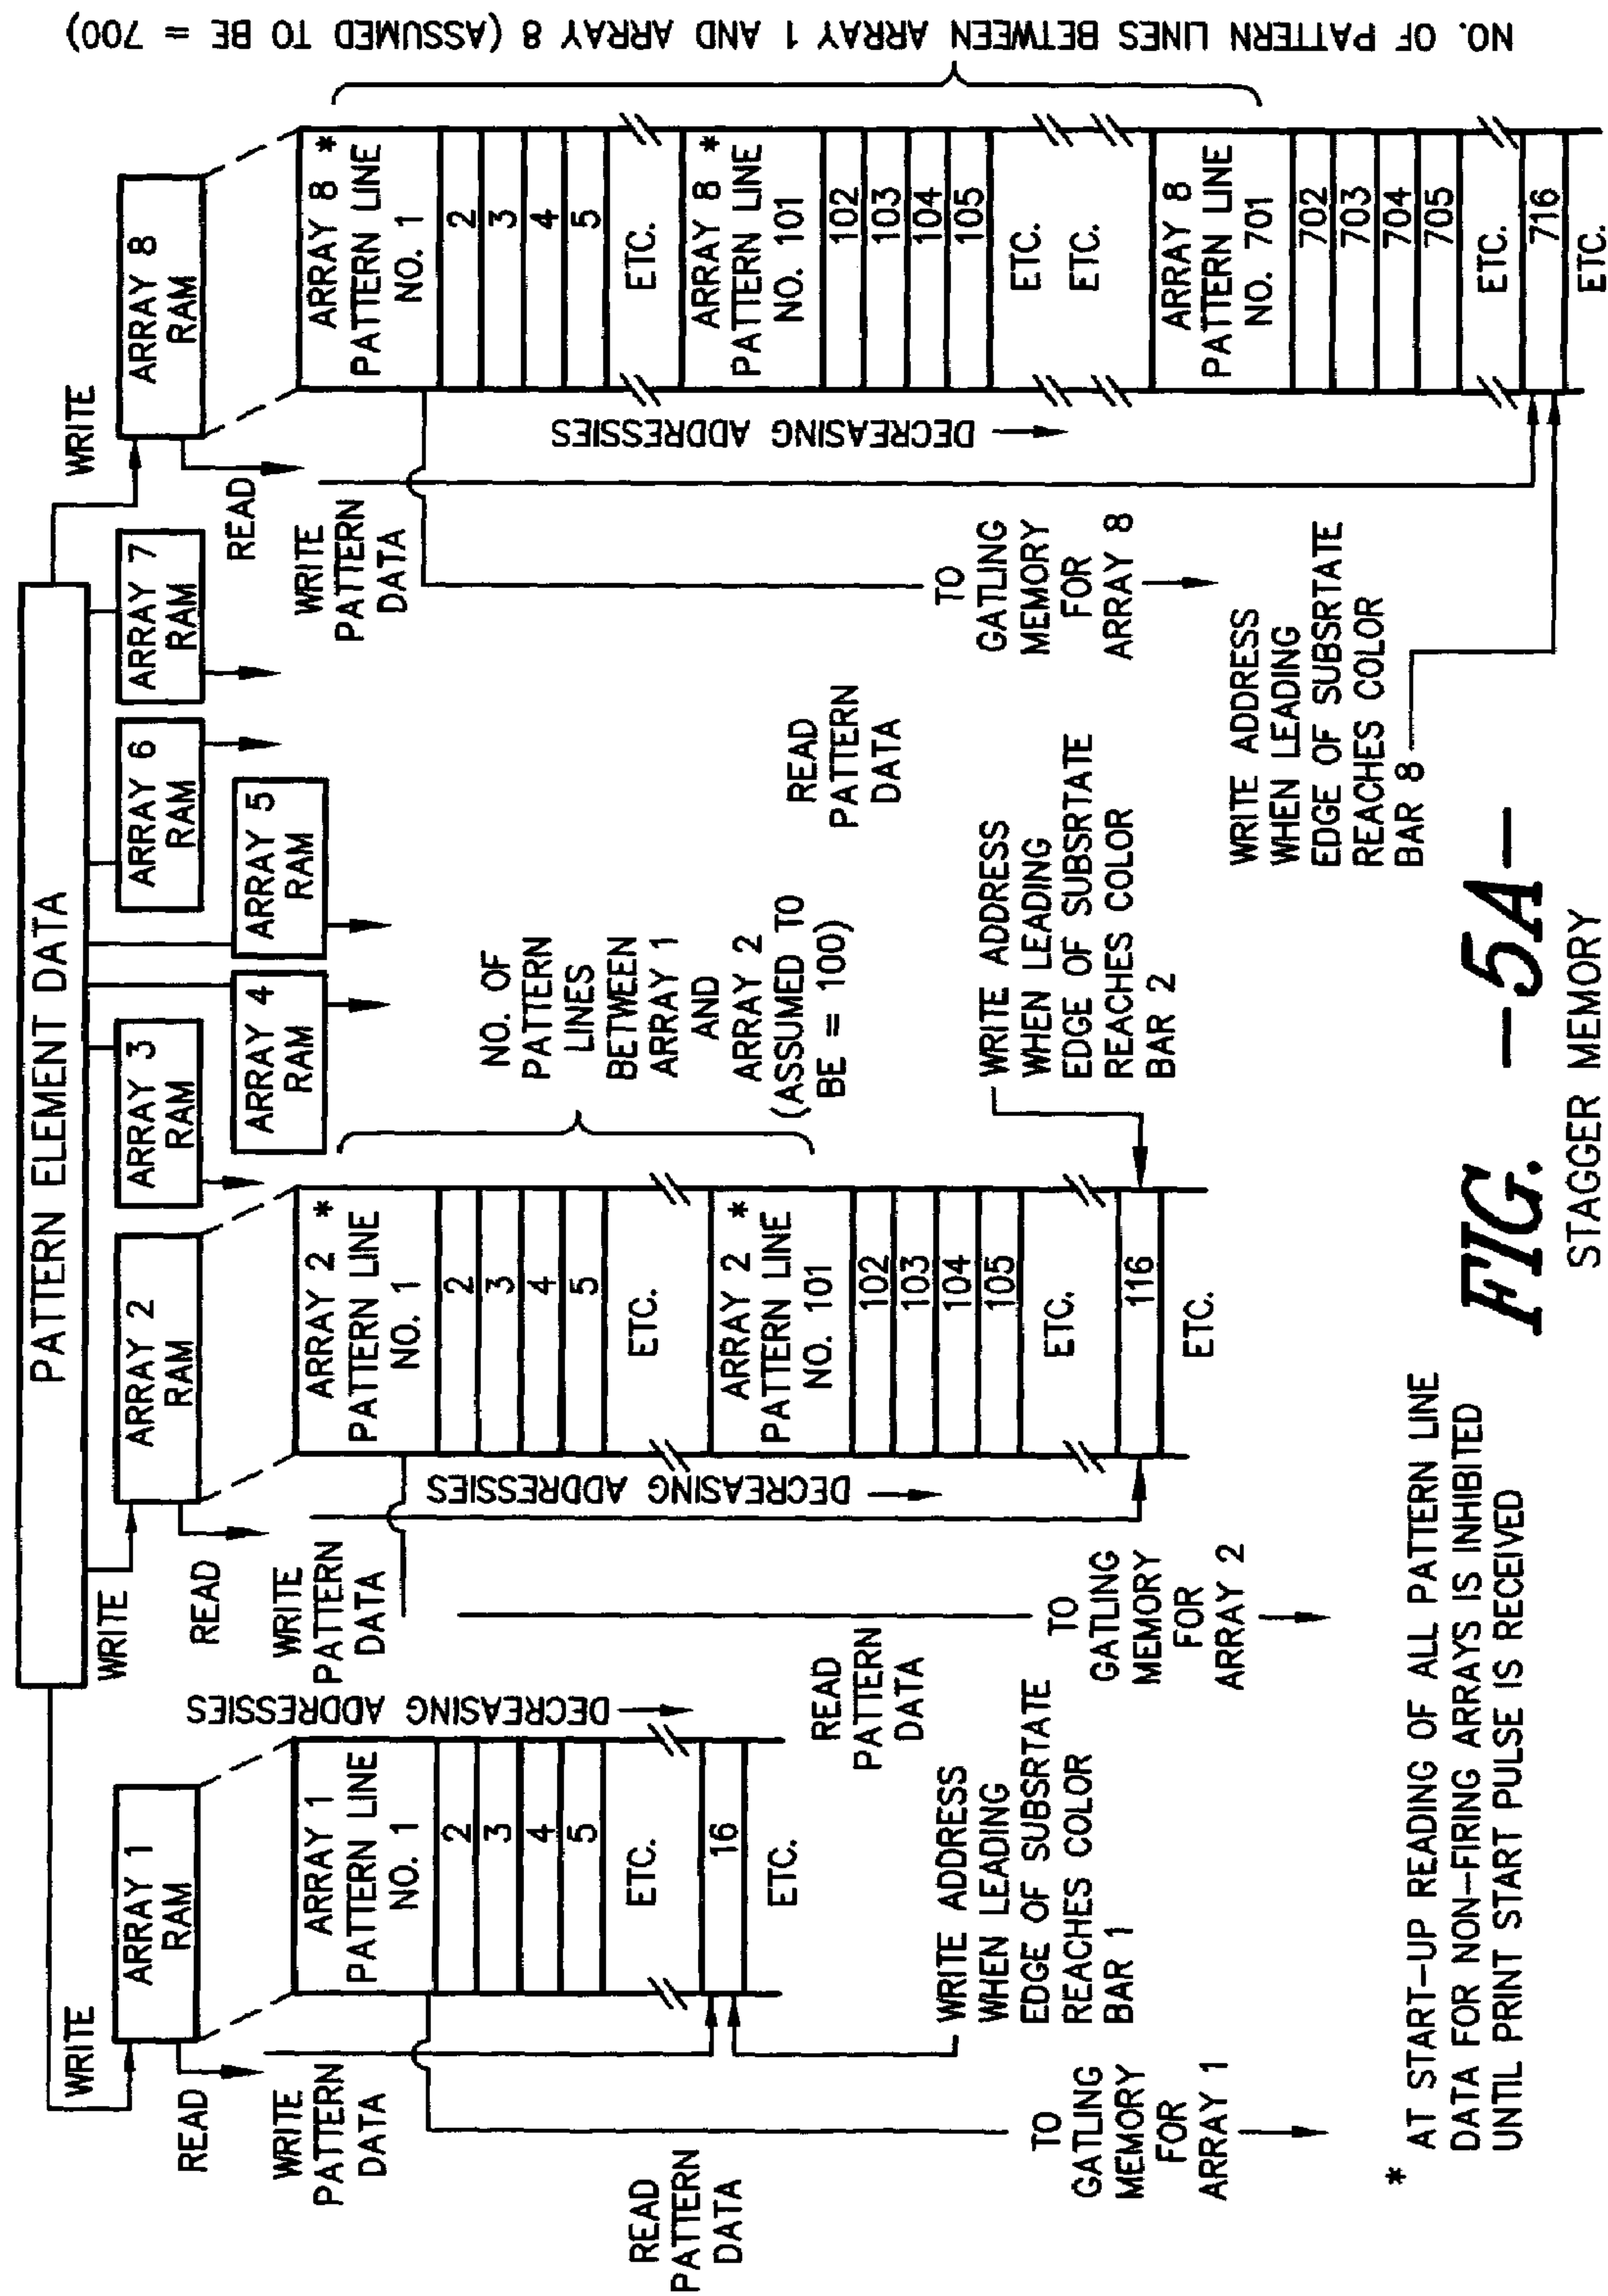 PATTERN ELEMENT DATA
WRITE
ARRAY 1
RAM
READ
WRITE
ARRAY 2
RAM
READ
ARRAY 3
RAM
ARRAY 4
RAM
ARRAY 5
RAM
ARRAY 6
RAM
ARRAY 7
RAM
WRITE
ARRAY 8
RAM
READ
WRITE
PATTERN
DATA
ARRAY 1
PATTERN LINE
NO. 1
2
3
4
5
ETC.
16
ETC.
DECREASING ADDRESSIES
READ
PATTERN
DATA
WRITE ADDRESS
WHEN LEADING
EDGE OF SUBSRTATE
REACHES COLOR
BAR 1
TO
GATLING
MEMORY
FOR
ARRAY 1
WRITE
PATTERN
DATA
ARRAY 2 *
PATTERN LINE
NO. 1
2
3
4
5
ETC.
ARRAY 2 *
PATTERN LINE
NO. 101
102
103
104
105
ETC.
116
ETC.
DECREASING ADDRESSIES
NO. OF
PATTERN
LINES
BETWEEN
ARRAY 1
AND
ARRAY 2
(ASSUMED TO
BE = 100)
READ
PATTERN
DATA
WRITE ADDRESS
WHEN LEADING
EDGE OF SUBSRTATE
REACHES COLOR
BAR 2
TO
GATLING
MEMORY
FOR
ARRAY 2
WRITE
PATTERN
DATA
ARRAY 8 *
PATTERN LINE
NO. 1
2
3
4
5
ETC.
ARRAY 8 *
PATTERN LINE
NO. 101
102
103
104
105
ETC.
ETC.
ARRAY 8
PATTERN LINE
NO. 701
702
703
704
705
ETC.
716
ETC.
DECREASING ADDRESSIES
NO. OF PATTERN LINES BETWEEN ARRAY 1 AND ARRAY 8 (ASSUMED TO BE = 700)
READ
PATTERN
DATA
TO
GATLING
MEMORY
FOR
ARRAY 8
WRITE ADDRESS
WHEN LEADING
EDGE OF SUBSRTATE
REACHES COLOR
BAR 8
* AT START-UP READING OF ALL PATTERN LINE
DATA FOR NON-FIRING ARRAYS IS INHIBITED
UNTIL PRINT START PULSE IS RECEIVED
FIG. -5A-
STAGGER MEMORY